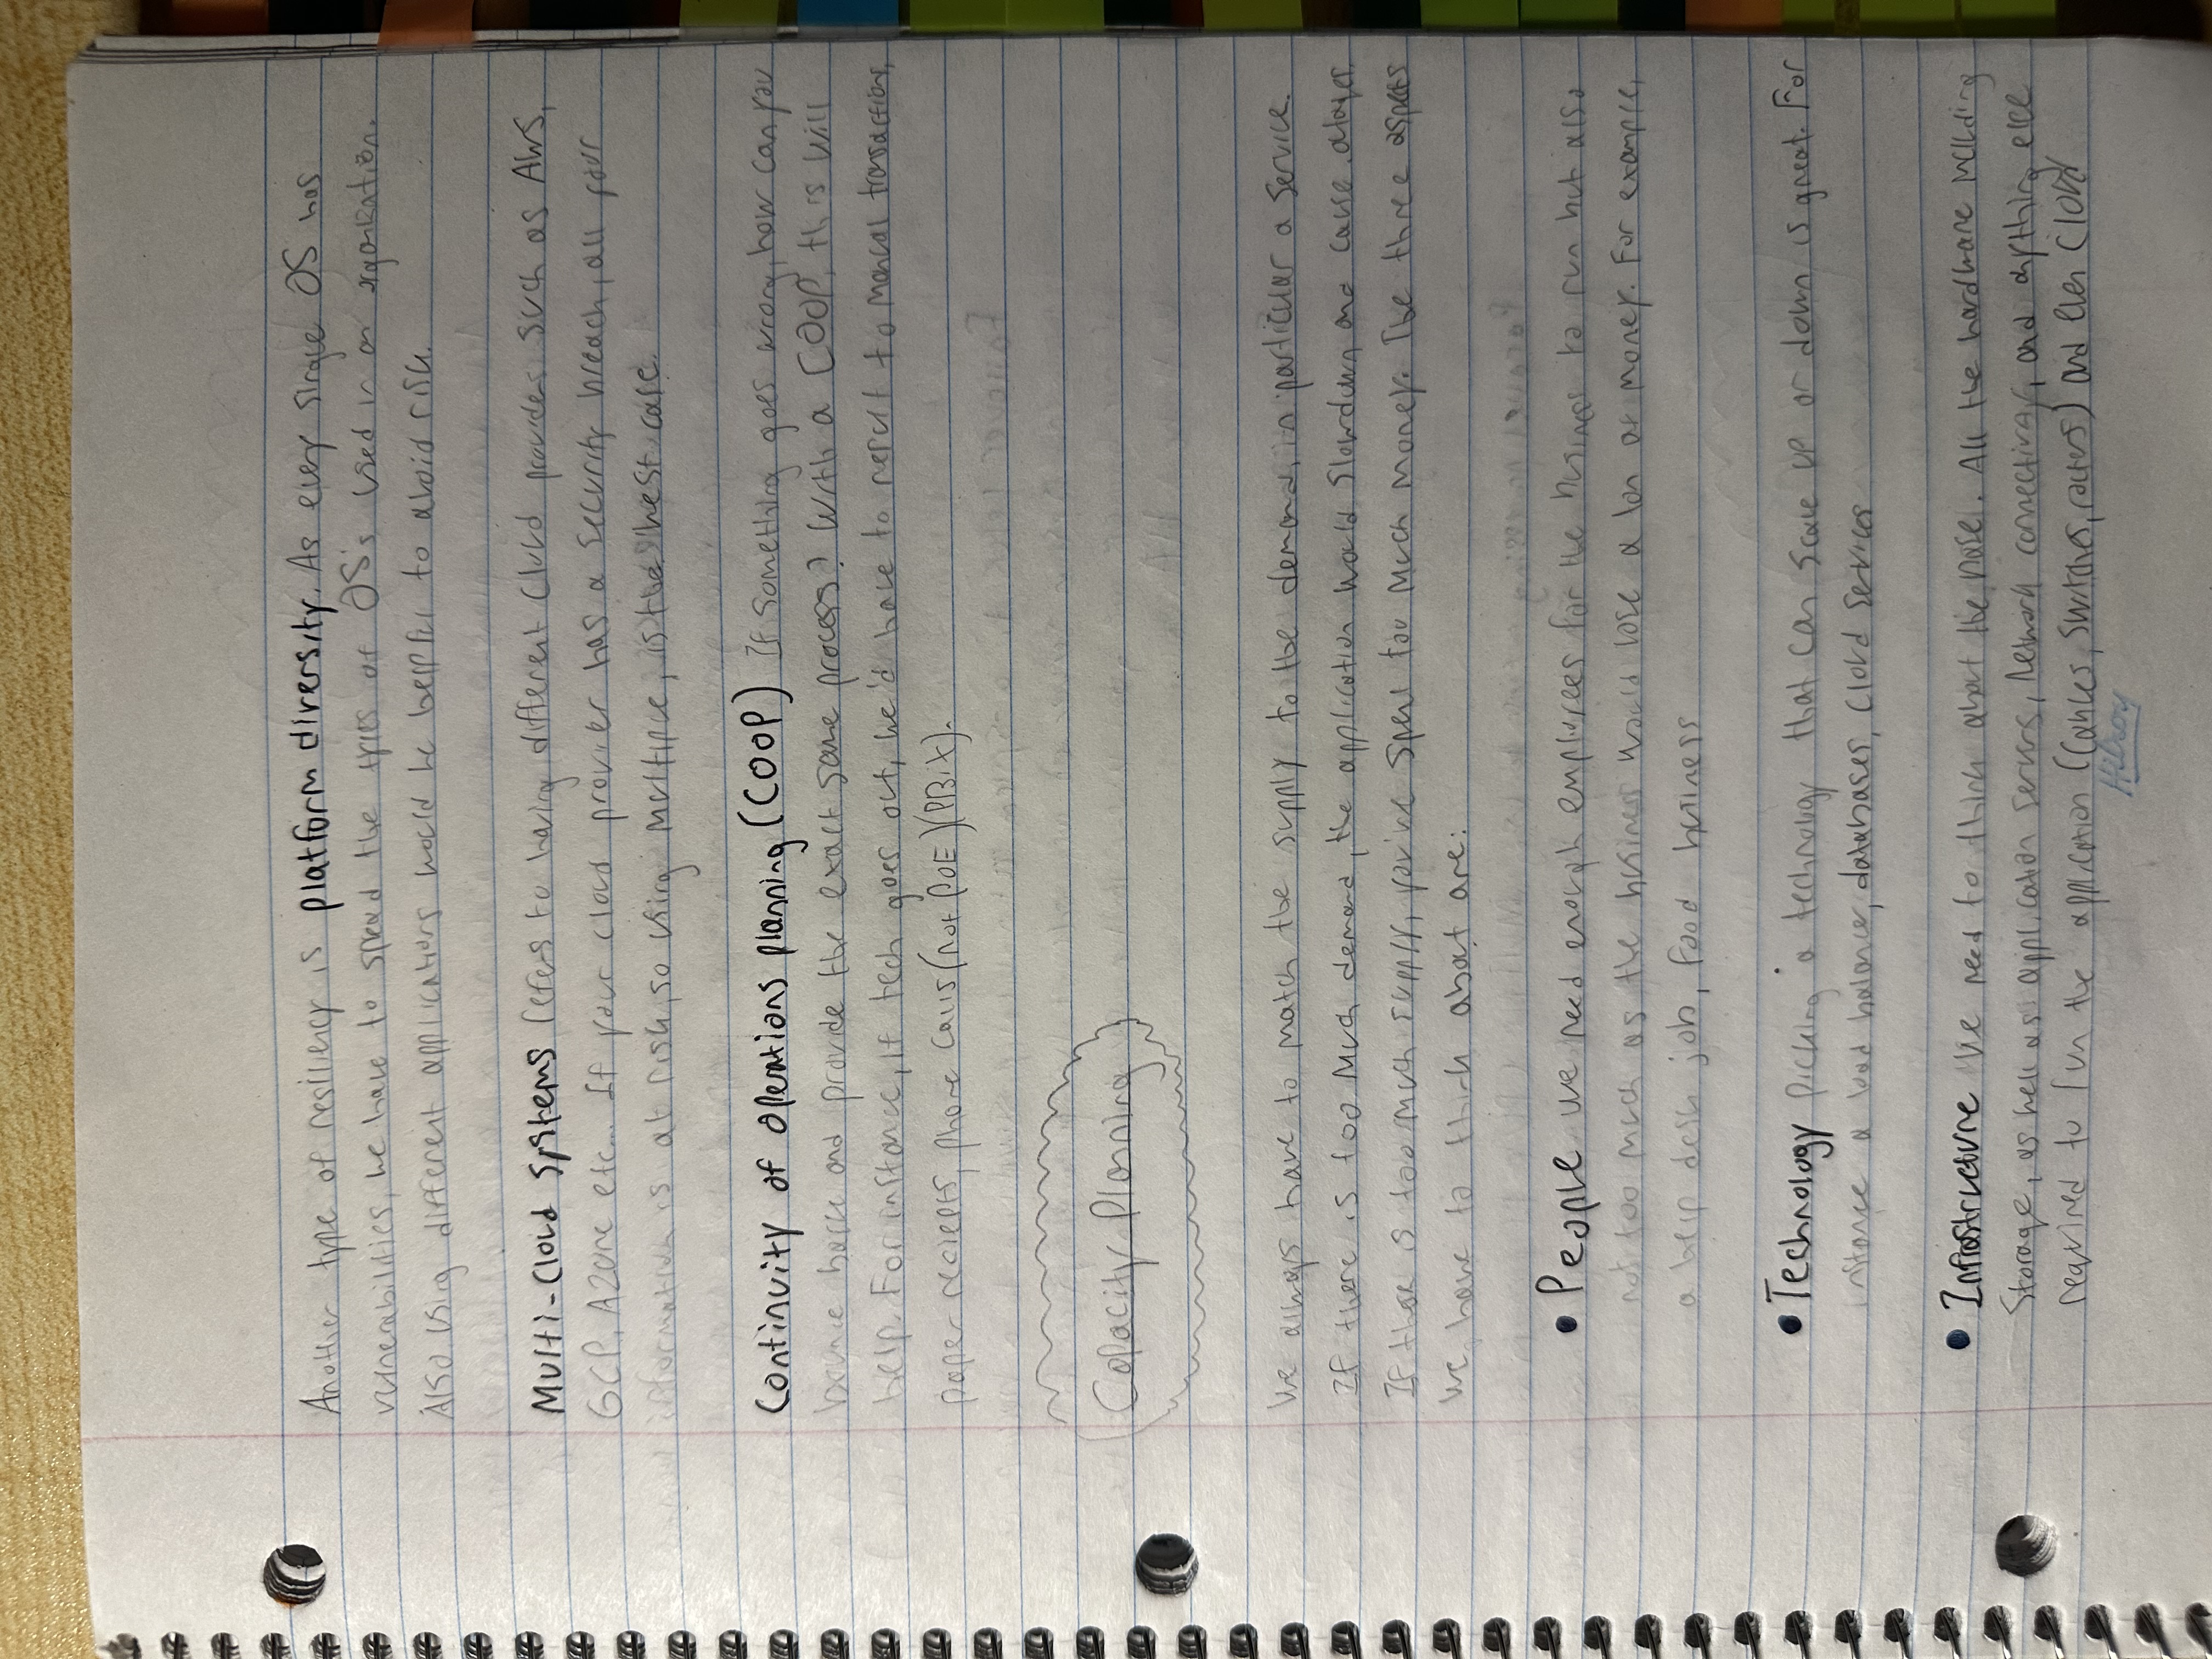 Another type of resiliency is platform diversity. As every single OS has
vulnerabilities, we have to spread the types of OS's used in an organization.
Also using different applications would be helpful to avoid risk.
Multi-Cloud systems refers to having different cloud providers such as AWS,
GCP, Azure etc... If your cloud provider has a security breach, all your
information is at risk, so using multiple, is the best case.
Continuity of operations planning (COOP) If something goes wrong, how can you
bounce back and provide the exact same process? With a COOP, this will
help. For instance, if tech goes out, we'd have to result to manual transactions,
paper reciepts, phone calls (not PoE)(PBX).
Capacity Planning
We always have to match the supply to the demand, in particular a service.
If there is too much demand, the application would slowdown and cause
If there is too much supply, you've spent too much money. The three aspects
we have to think about are:
• People we need enough employees for the business to run but also
not too much as the business would lose a ton of money. For example,
a help desk job, food business
• Technology Picking a technology that can scale up or down is great. For
instance a load balance, databases, cloud services
• Infrastructure We need to think about the base. All the hardware including
storage, as well as application servers, network connectivity, and anything else
required to run the application (cables, switches, routers) and even cloud
Hilroy